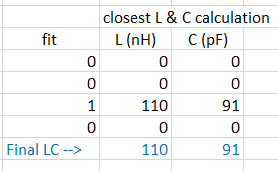 closest L & C calculation
fit L (nH) C (pF)
0 0 0
0 0 0
1 110 91
0 0 0
Final LC --> 110 91